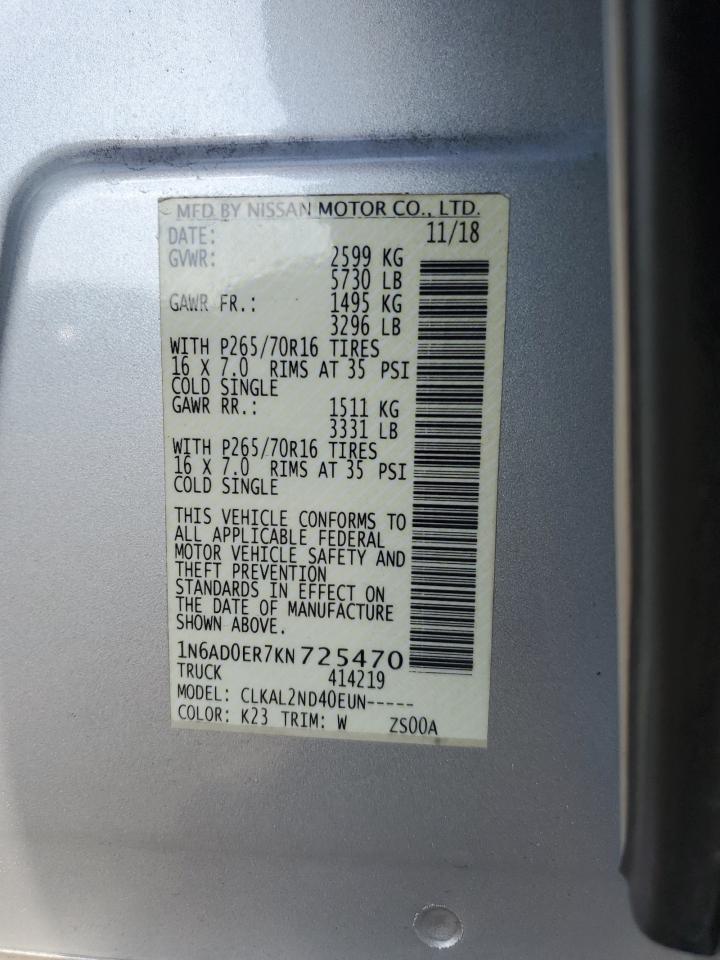 MFD BY NISSAN MOTOR CO., LTD.
DATE: 11/18
GVWR: 2599 KG
5730 LB
GAWR FR.: 1495 KG
3296 LB
WITH P265/70R16 TIRES
16 X 7.0 RIMS AT 35 PSI
COLD SINGLE
GAWR RR.: 1511 KG
3331 LB
WITH P265/70R16 TIRES
16 X 7.0 RIMS AT 35 PSI
COLD SINGLE
THIS VEHICLE CONFORMS TO
ALL APPLICABLE FEDERAL
MOTOR VEHICLE SAFETY AND
THEFT PREVENTION
STANDARDS IN EFFECT ON
THE DATE OF MANUFACTURE
SHOWN ABOVE.
1N6AD0ER7KN725470
TRUCK 414219
MODEL: CLKAL2ND40EUN-----
COLOR: K23 TRIM: W ZS00A